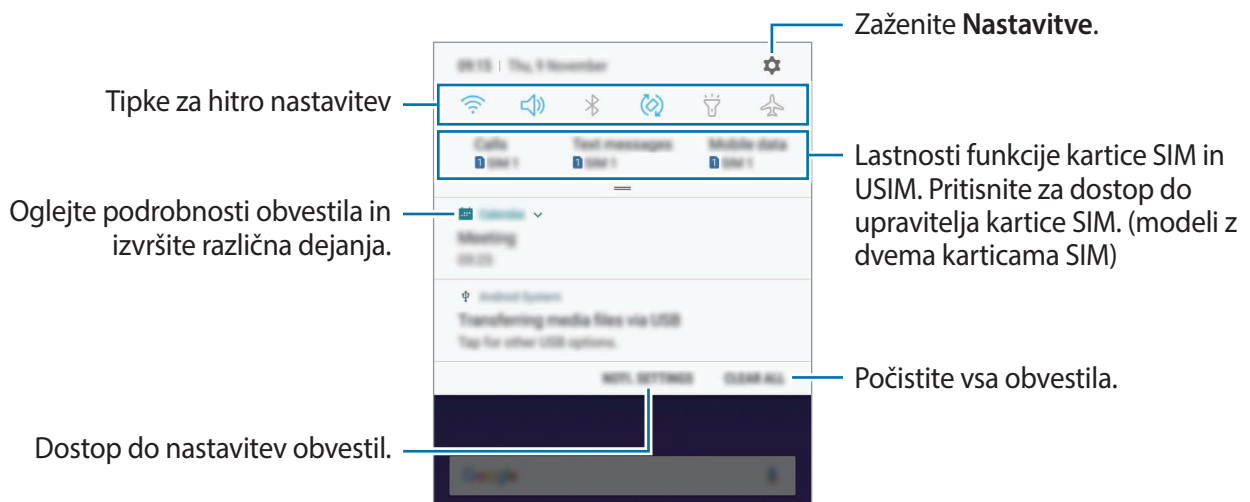 Zaženite Nastavitve.
09:15 | Thu, 9 November
Tipke za hitro nastavitev
Calls
Text messages
Mobile data
1 SIM 1
1 SIM 1
1 SIM 1
Lastnosti funkcije kartice SIM in
USIM. Pritisnite za dostop do
upravitelja kartice SIM. (modeli z
dvema karticama SIM)
Oglejte podrobnosti obvestila in
izvršite različna dejanja.
Calendar
Meeting
09:25
Android System
Transferring media files via USB
Tap for other USB options.
NOTI. SETTINGS
CLEAR ALL
Počistite vsa obvestila.
Dostop do nastavitev obvestil.
Google